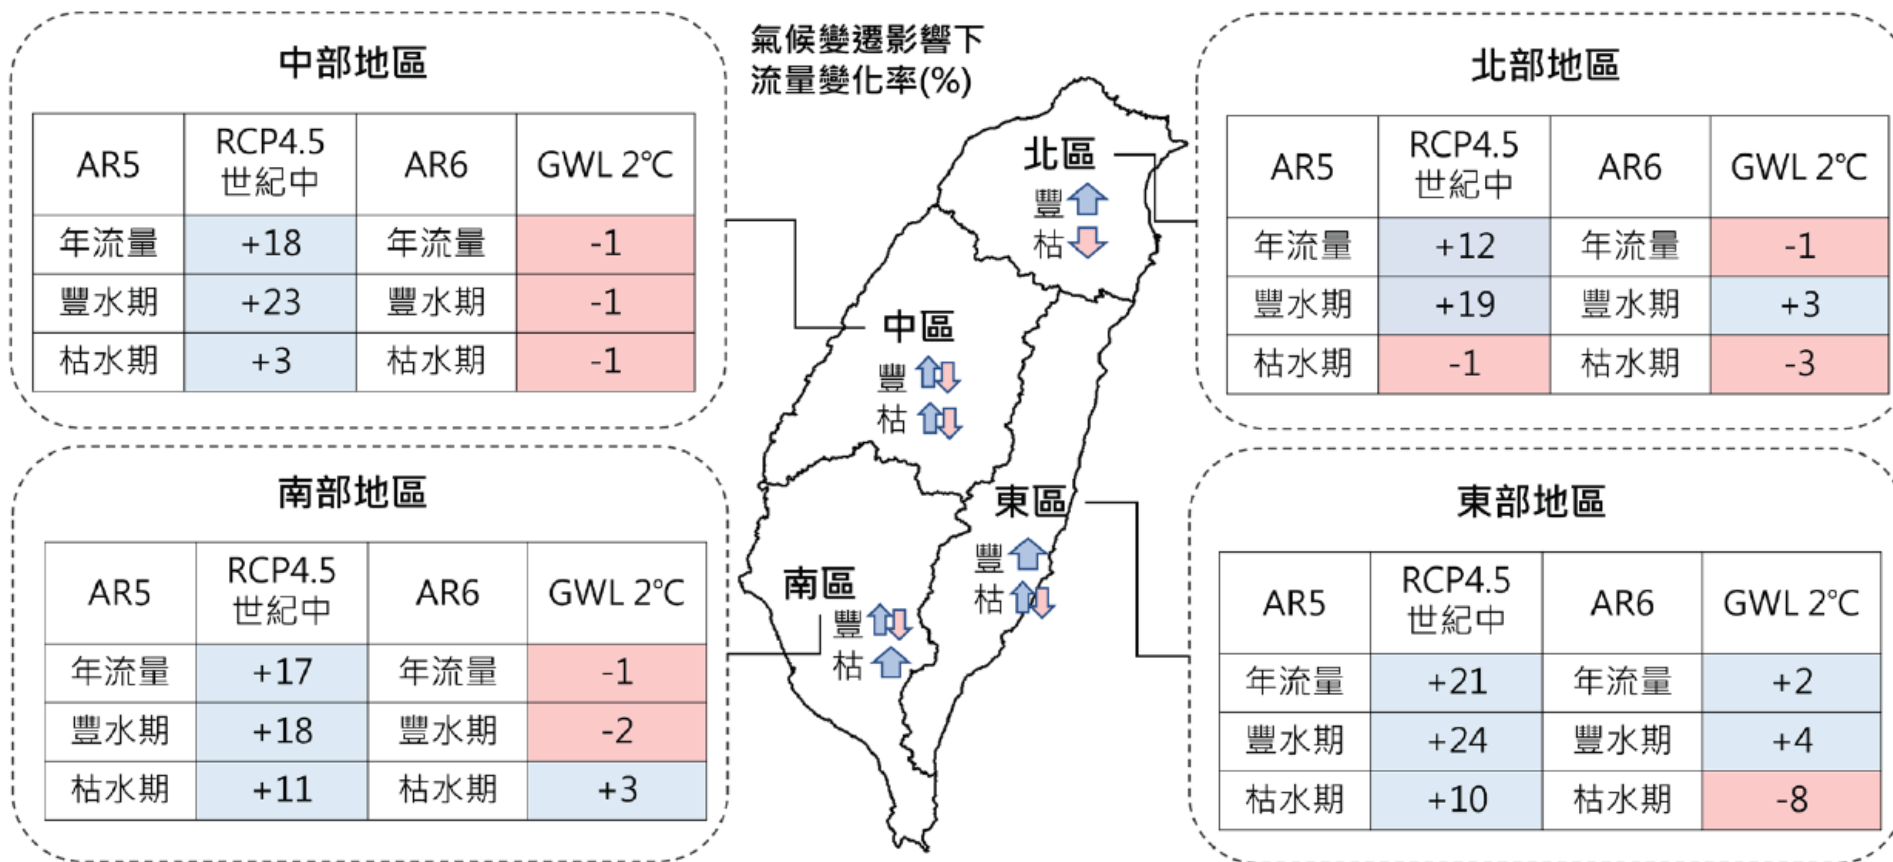 氣候變遷影響下
流量變化率(%)
中部地區
AR5 RCP4.5 世紀中 AR6 GWL 2℃
年流量 +18 年流量 -1
豐水期 +23 豐水期 -1
枯水期 +3 枯水期 -1
北部地區
AR5 RCP4.5 世紀中 AR6 GWL 2℃
年流量 +12 年流量 -1
豐水期 +19 豐水期 +3
枯水期 -1 枯水期 -3
北區
豐
枯
中區
豐
枯
東區
豐
枯
南區
豐
枯
南部地區
AR5 RCP4.5 世紀中 AR6 GWL 2℃
年流量 +17 年流量 -1
豐水期 +18 豐水期 -2
枯水期 +11 枯水期 +3
東部地區
AR5 RCP4.5 世紀中 AR6 GWL 2℃
年流量 +21 年流量 +2
豐水期 +24 豐水期 +4
枯水期 +10 枯水期 -8